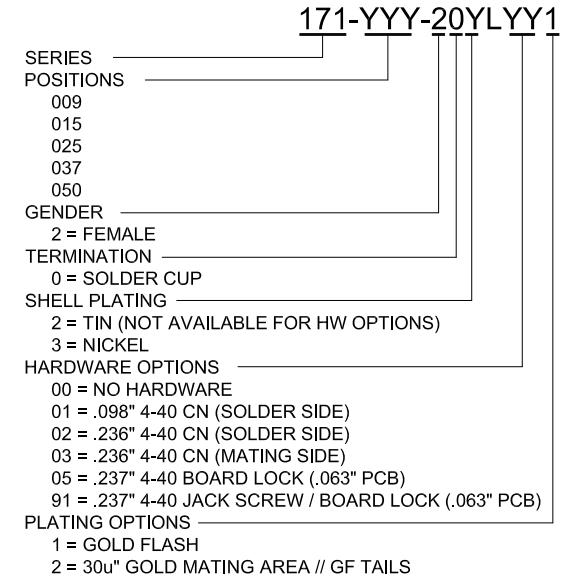 171-YYY-20YLYY1
SERIES
POSITIONS
009
015
025
037
050
GENDER
2 = FEMALE
TERMINATION
0 = SOLDER CUP
SHELL PLATING
2 = TIN (NOT AVAILABLE FOR HW OPTIONS)
3 = NICKEL
HARDWARE OPTIONS
00 = NO HARDWARE
01 = .098" 4-40 CN (SOLDER SIDE)
02 = .236" 4-40 CN (SOLDER SIDE)
03 = .236" 4-40 CN (MATING SIDE)
05 = .237" 4-40 BOARD LOCK (.063" PCB)
91 = .237" 4-40 JACK SCREW / BOARD LOCK (.063" PCB)
PLATING OPTIONS
1 = GOLD FLASH
2 = 30u" GOLD MATING AREA // GF TAILS